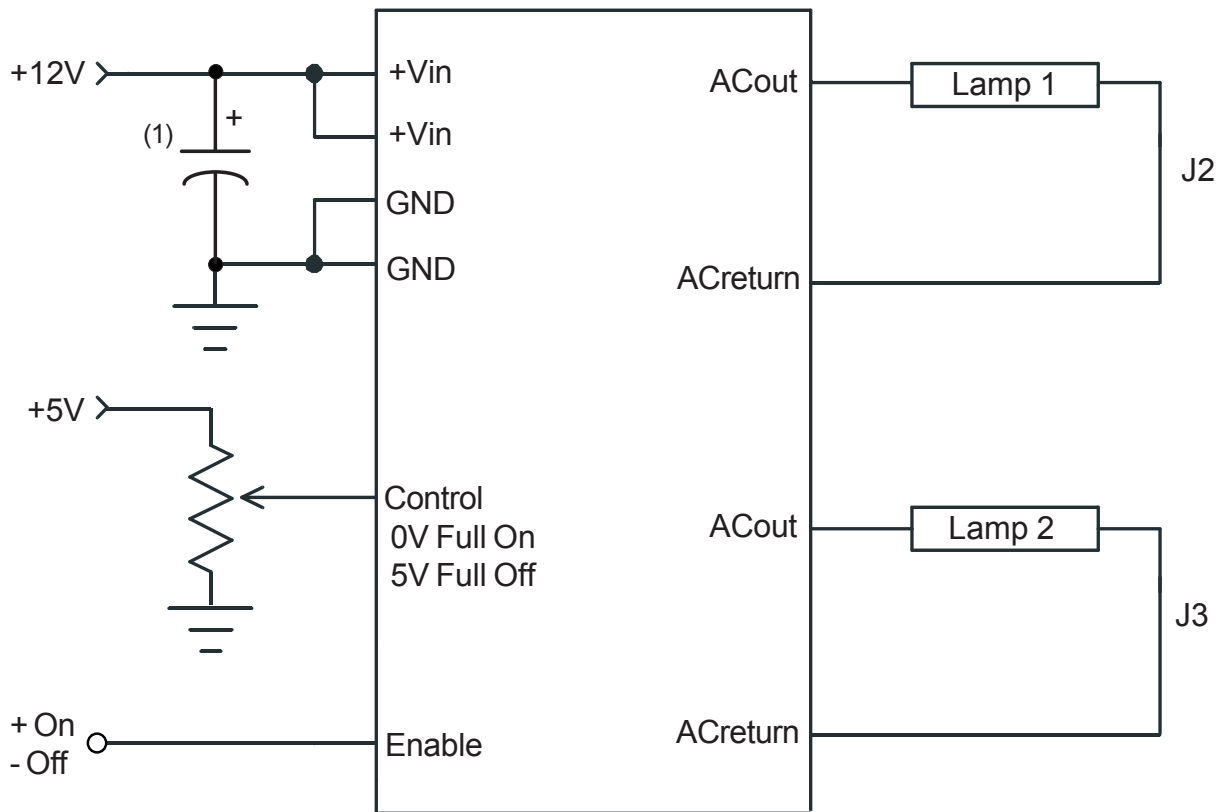 +12V
(1)
+
+Vin
+Vin
GND
GND
+5V
Control
0V Full On
5V Full Off
+ On
- Off
Enable
ACout
Lamp 1
J2
ACreturn
ACout
Lamp 2
J3
ACreturn